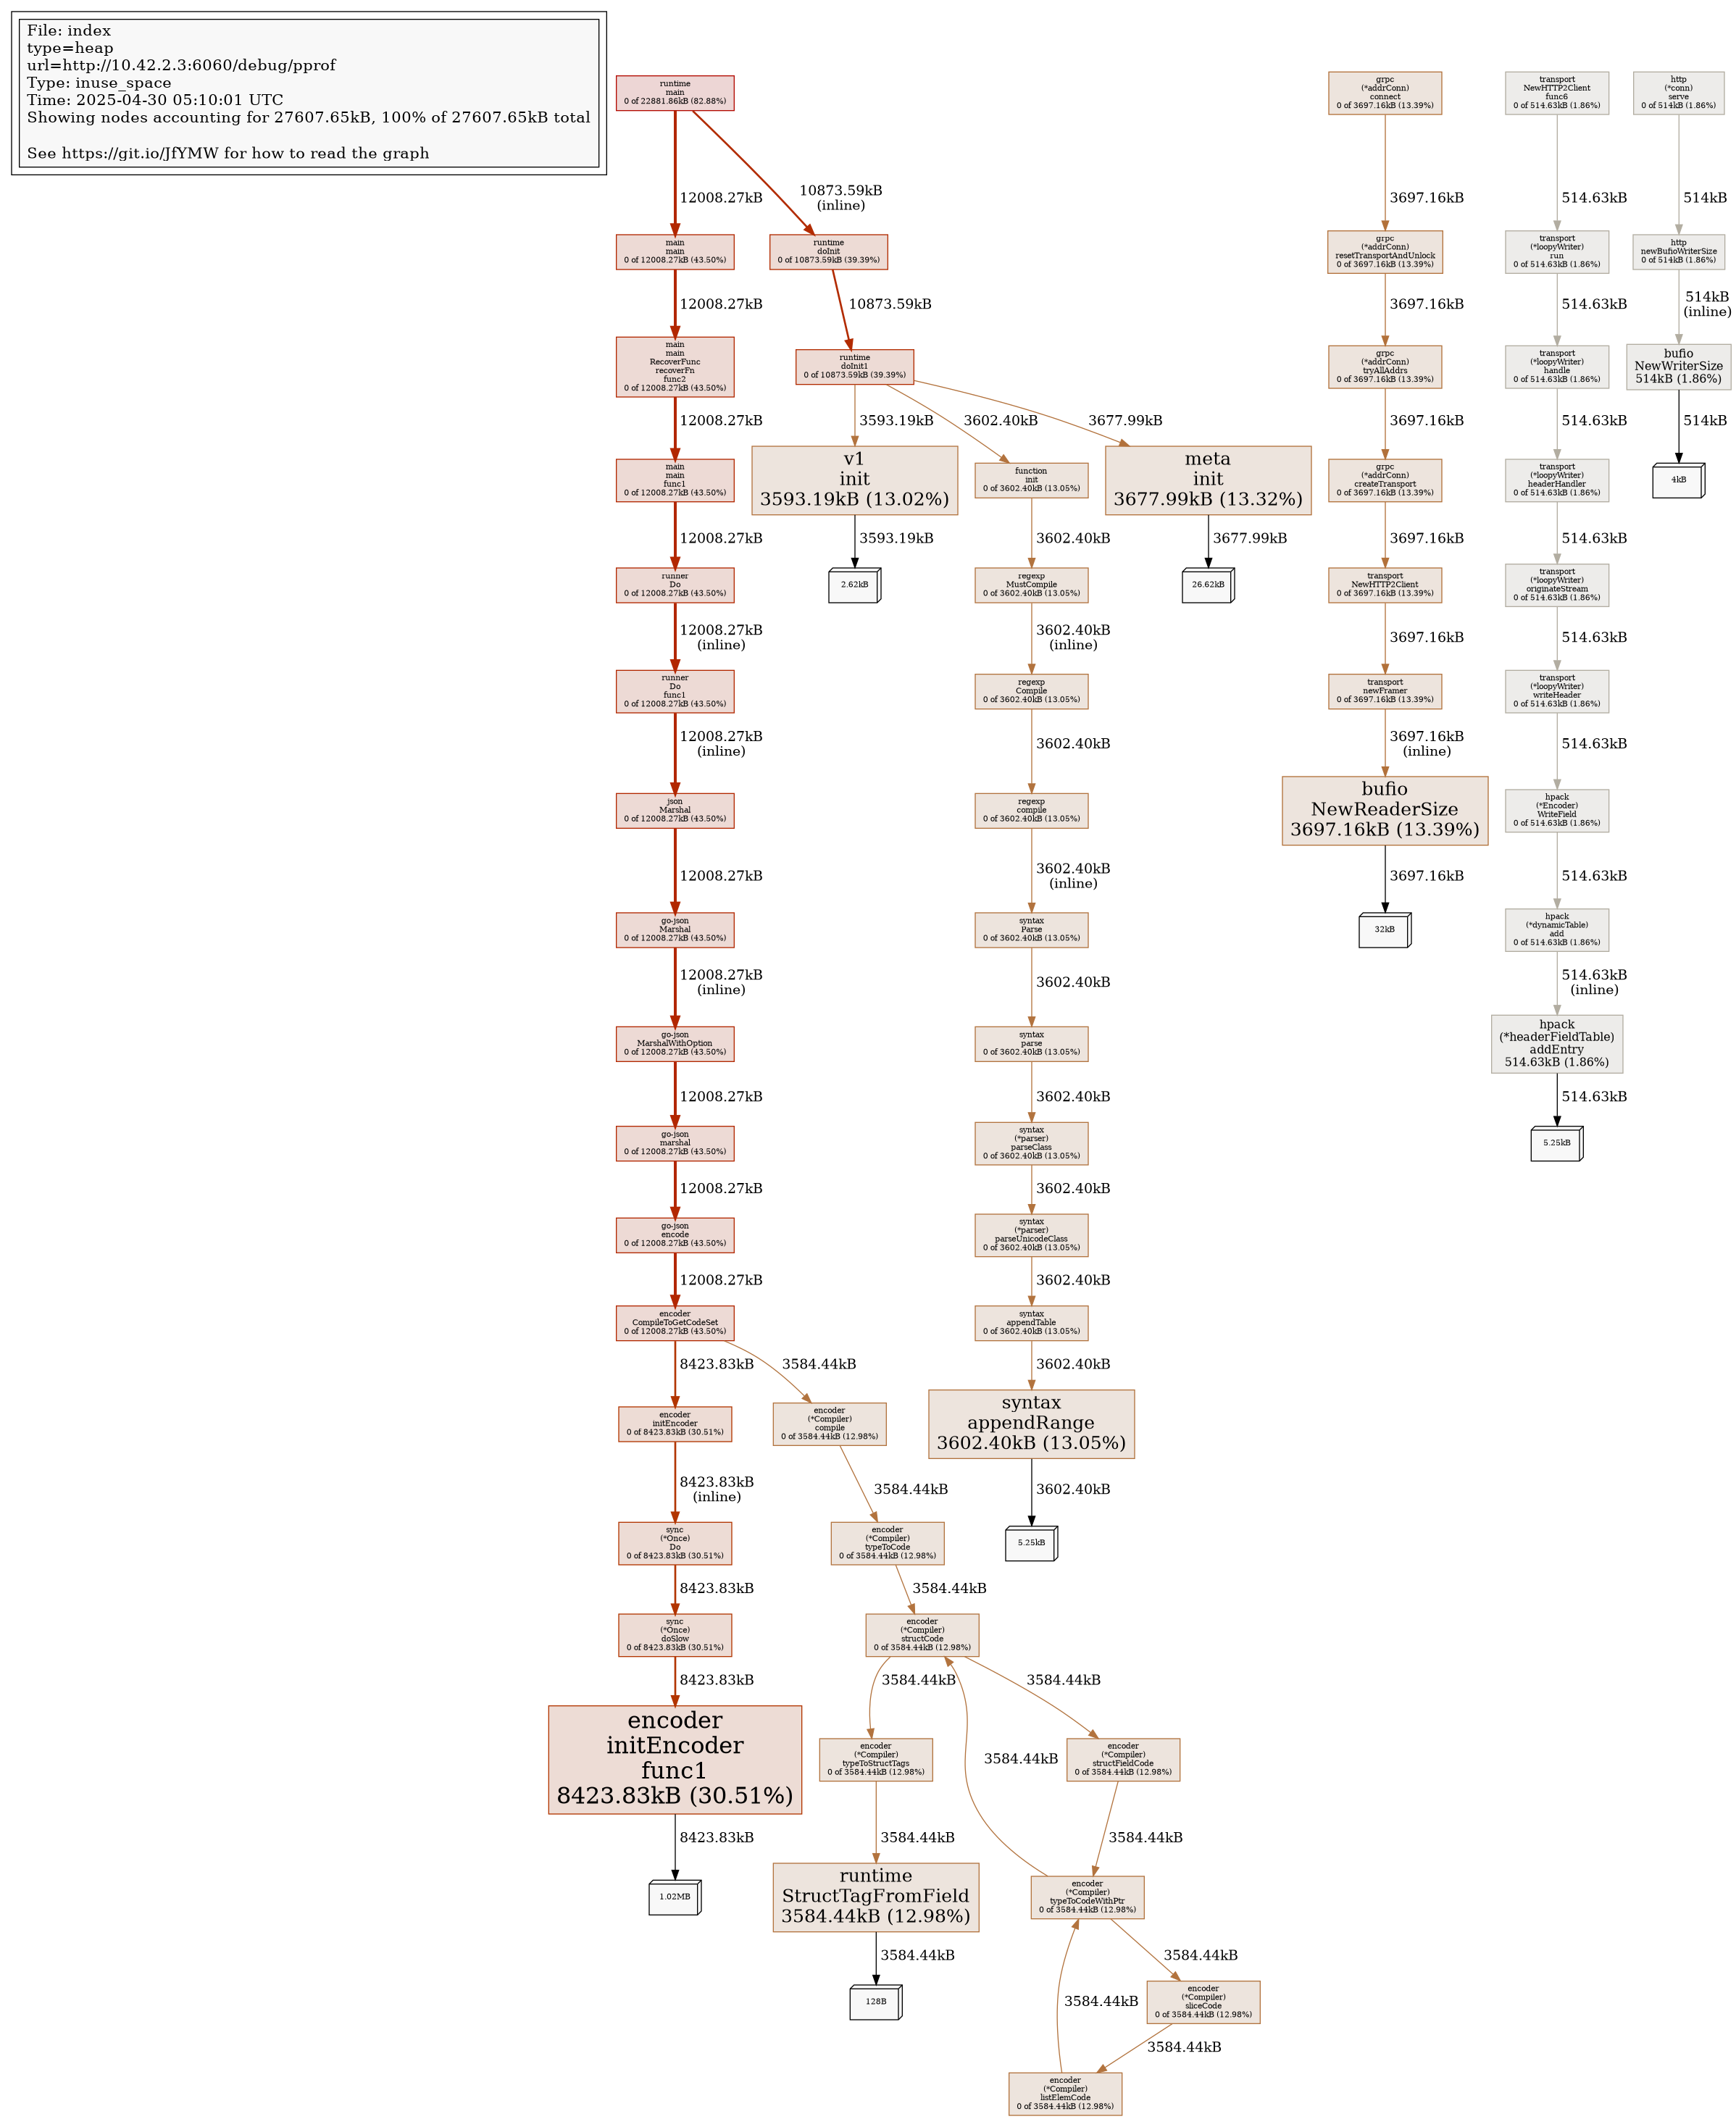 File: index
type=heap
url=http://10.42.2.3:6060/debug/pprof
Type: inuse_space
Time: 2025-04-30 05:10:01 UTC
Showing nodes accounting for 27607.65kB, 100% of 27607.65kB total
See https://git.io/JfYMW for how to read the graph
runtime
main
0 of 22881.86kB (82.88%)
12008.27kB
10873.59kB
(inline)
main
main
0 of 12008.27kB (43.50%)
12008.27kB
main
main
RecoverFunc
recoverFn
func2
0 of 12008.27kB (43.50%)
12008.27kB
main
main
func1
0 of 12008.27kB (43.50%)
12008.27kB
runner
Do
0 of 12008.27kB (43.50%)
12008.27kB
(inline)
runner
Do
func1
0 of 12008.27kB (43.50%)
12008.27kB
(inline)
json
Marshal
0 of 12008.27kB (43.50%)
12008.27kB
go-json
Marshal
0 of 12008.27kB (43.50%)
12008.27kB
(inline)
go-json
MarshalWithOption
0 of 12008.27kB (43.50%)
12008.27kB
go-json
marshal
0 of 12008.27kB (43.50%)
12008.27kB
go-json
encode
0 of 12008.27kB (43.50%)
12008.27kB
encoder
CompileToGetCodeSet
0 of 12008.27kB (43.50%)
8423.83kB
3584.44kB
encoder
initEncoder
0 of 8423.83kB (30.51%)
8423.83kB
(inline)
sync
(*Once)
Do
0 of 8423.83kB (30.51%)
8423.83kB
sync
(*Once)
doSlow
0 of 8423.83kB (30.51%)
8423.83kB
encoder
initEncoder
func1
8423.83kB (30.51%)
8423.83kB
1.02MB
encoder
(*Compiler)
compile
0 of 3584.44kB (12.98%)
3584.44kB
encoder
(*Compiler)
typeToCode
0 of 3584.44kB (12.98%)
3584.44kB
encoder
(*Compiler)
structCode
0 of 3584.44kB (12.98%)
3584.44kB
3584.44kB
encoder
(*Compiler)
typeToStructTags
0 of 3584.44kB (12.98%)
3584.44kB
runtime
StructTagFromField
3584.44kB (12.98%)
3584.44kB
128B
3584.44kB
encoder
(*Compiler)
structFieldCode
0 of 3584.44kB (12.98%)
3584.44kB
encoder
(*Compiler)
typeToCodeWithPtr
0 of 3584.44kB (12.98%)
3584.44kB
encoder
(*Compiler)
sliceCode
0 of 3584.44kB (12.98%)
3584.44kB
3584.44kB
encoder
(*Compiler)
listElemCode
0 of 3584.44kB (12.98%)
runtime
doInit
0 of 10873.59kB (39.39%)
10873.59kB
runtime
doInit1
0 of 10873.59kB (39.39%)
3593.19kB
3602.40kB
3677.99kB
v1
init
3593.19kB (13.02%)
3593.19kB
2.62kB
function
init
0 of 3602.40kB (13.05%)
3602.40kB
regexp
MustCompile
0 of 3602.40kB (13.05%)
3602.40kB
(inline)
regexp
Compile
0 of 3602.40kB (13.05%)
3602.40kB
regexp
compile
0 of 3602.40kB (13.05%)
3602.40kB
(inline)
syntax
Parse
0 of 3602.40kB (13.05%)
3602.40kB
syntax
parse
0 of 3602.40kB (13.05%)
3602.40kB
syntax
(*parser)
parseClass
0 of 3602.40kB (13.05%)
3602.40kB
syntax
(*parser)
parseUnicodeClass
0 of 3602.40kB (13.05%)
3602.40kB
syntax
appendTable
0 of 3602.40kB (13.05%)
3602.40kB
syntax
appendRange
3602.40kB (13.05%)
3602.40kB
5.25kB
meta
init
3677.99kB (13.32%)
3677.99kB
26.62kB
grpc
(*addrConn)
connect
0 of 3697.16kB (13.39%)
3697.16kB
grpc
(*addrConn)
resetTransportAndUnlock
0 of 3697.16kB (13.39%)
3697.16kB
grpc
(*addrConn)
tryAllAddrs
0 of 3697.16kB (13.39%)
3697.16kB
grpc
(*addrConn)
createTransport
0 of 3697.16kB (13.39%)
3697.16kB
transport
NewHTTP2Client
0 of 3697.16kB (13.39%)
3697.16kB
transport
newFramer
0 of 3697.16kB (13.39%)
3697.16kB
(inline)
bufio
NewReaderSize
3697.16kB (13.39%)
3697.16kB
32kB
transport
NewHTTP2Client
func6
0 of 514.63kB (1.86%)
514.63kB
transport
(*loopyWriter)
run
0 of 514.63kB (1.86%)
514.63kB
transport
(*loopyWriter)
handle
0 of 514.63kB (1.86%)
514.63kB
transport
(*loopyWriter)
headerHandler
0 of 514.63kB (1.86%)
514.63kB
transport
(*loopyWriter)
originateStream
0 of 514.63kB (1.86%)
514.63kB
transport
(*loopyWriter)
writeHeader
0 of 514.63kB (1.86%)
514.63kB
hpack
(*Encoder)
WriteField
0 of 514.63kB (1.86%)
514.63kB
hpack
(*dynamicTable)
add
0 of 514.63kB (1.86%)
514.63kB
(inline)
hpack
(*headerFieldTable)
addEntry
514.63kB (1.86%)
514.63kB
5.25kB
http
(*conn)
serve
0 of 514kB (1.86%)
514kB
http
newBufioWriterSize
0 of 514kB (1.86%)
514kB
(inline)
bufio
NewWriterSize
514kB (1.86%)
514kB
4kB